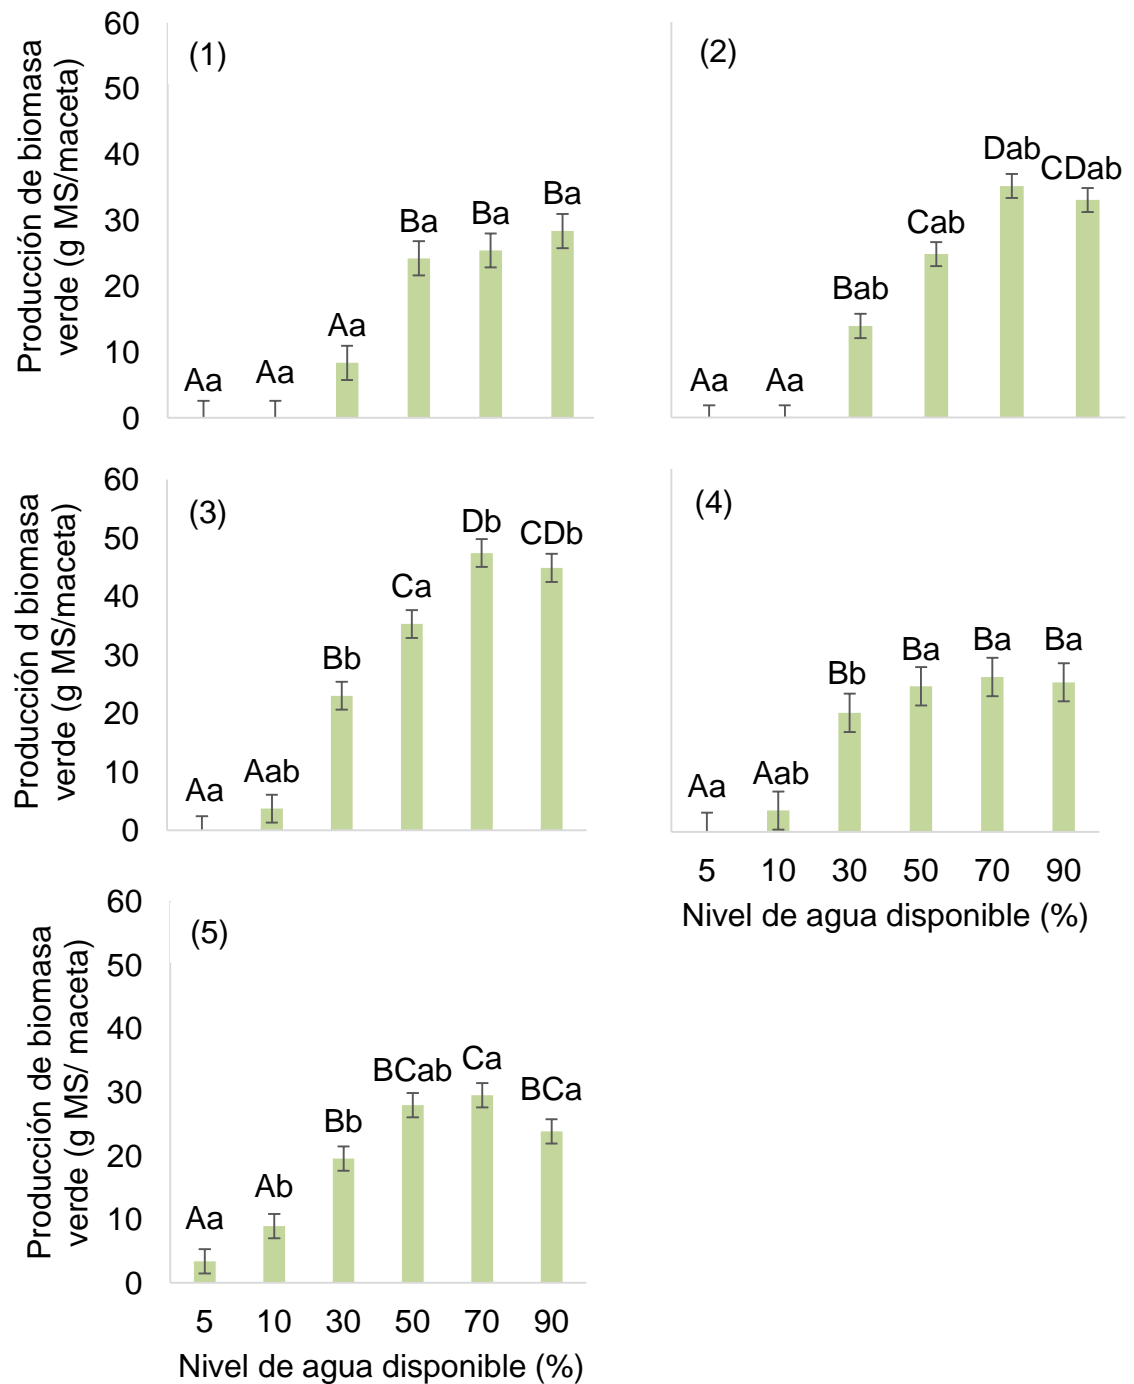 Producción de biomasa
verde (g MS/maceta)
60
50
40
30
20
10
0
(1)
Aa
Aa
Aa
Ba
Ba
Ba
(2)
Aa
Aa
Bab
Cab
Dab
CDab
Producción d biomasa
verde (g MS/maceta)
60
50
40
30
20
10
0
(3)
Aa
Aab
Bb
Ca
Db
CDb
(4)
Aa
Aab
Bb
Ba
Ba
Ba
5 10 30 50 70 90
Nivel de agua disponible (%)
Producción de biomasa
verde (g MS/ maceta)
60
50
40
30
20
10
0
(5)
Aa
Ab
Bb
BCab
Ca
BCa
5 10 30 50 70 90
Nivel de agua disponible (%)